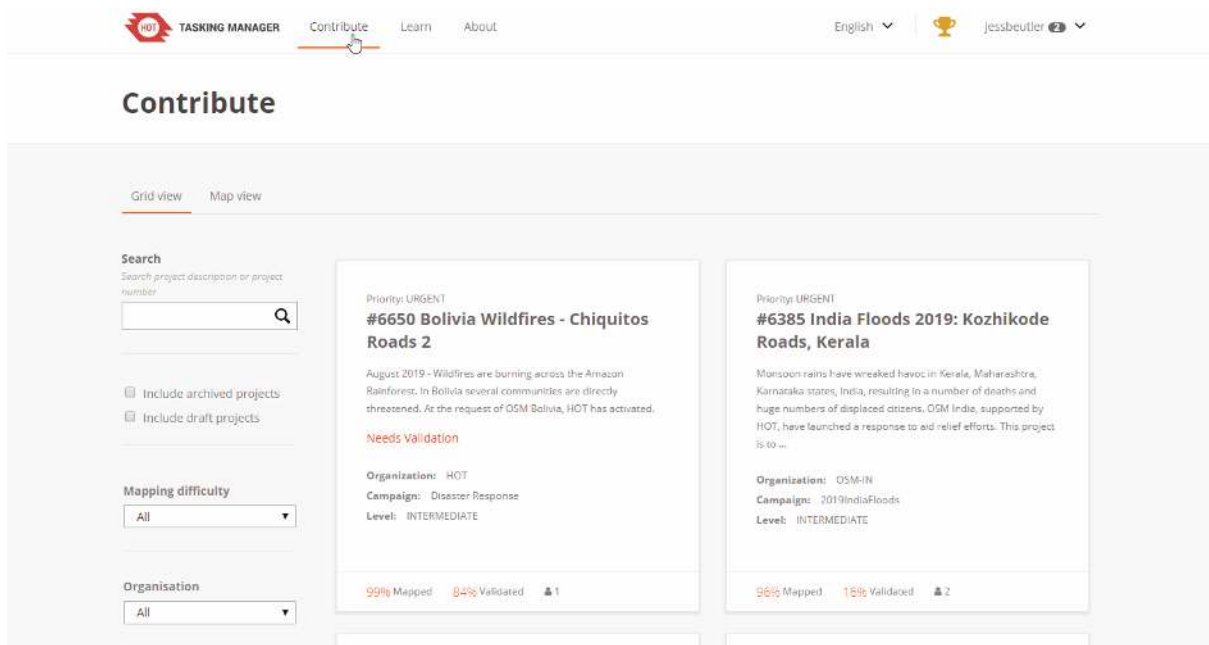 HOT TASKING MANAGER Contribute Learn About English jessbeutler 2
Contribute
Grid view Map view
Search
Search project description or project
number
Include archived projects
Include draft projects
Mapping difficulty
All
Organisation
All
Priority: URGENT
#6650 Bolivia Wildfires - Chiquitos
Roads 2
August 2019 - Wildfires are burning across the Amazon
Rainforest. In Bolivia several communities are directly
threatened. At the request of OSM Bolivia, HOT has activated.
Needs Validation
Organization: HOT
Campaign: Disaster Response
Level: INTERMEDIATE
99% Mapped 84% Validated 1
Priority: URGENT
#6385 India Floods 2019: Kozhikode
Roads, Kerala
Monsoon rains have wreaked havoc in Kerala, Maharashtra,
Karnataka states, India, resulting in a number of deaths and
huge numbers of displaced citizens. OSM India, supported by
HOT, have launched a response to aid relief efforts. This project
is to ...
Organization: OSM-IN
Campaign: 2019IndiaFloods
Level: INTERMEDIATE
96% Mapped Validated 2